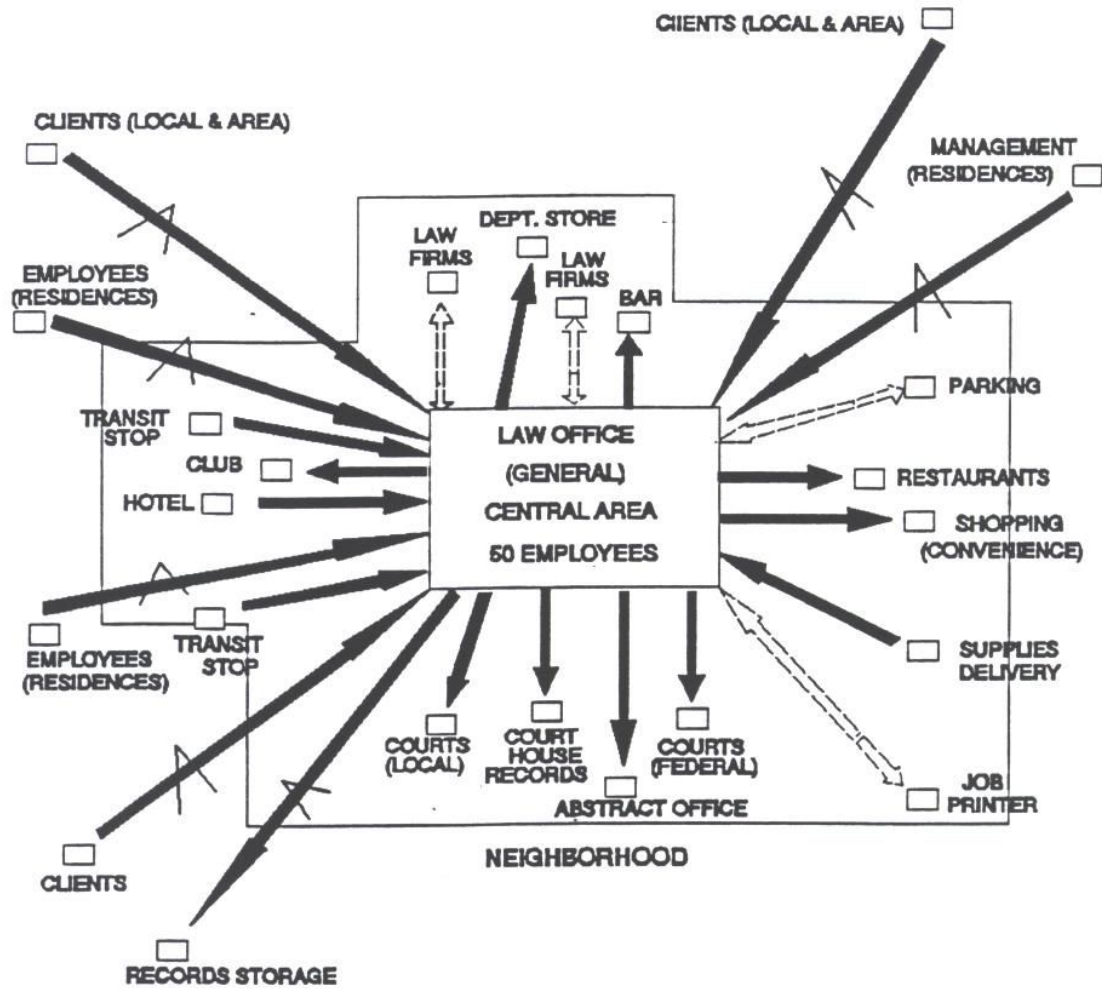 CIIENTS (LOCAL & AREA)
CLIENTS (LOCAL & AREA)
MANAGEMENT
(RESIDENCES)
DEPT. STORE
LAW
FIRMS
LAW
FIRMS
BAR
EMPLOYEES
(RESIDENCES)
PARKING
TRANSIT
STOP
CLUB
HOTEL
LAW OFFICE
(GENERAL)
CENTRAL AREA
50 EMPLOYEES
RESTAURANTS
SHOPPING
(CONVENIENCE)
EMPLOYEES
(RESIDENCES)
TRANSIT
STOP
SUPPLIES
DELIVERY
COURTS
(LOCAL)
COURT
HOUSE
RECORDS
COURTS
(FEDERAL)
ABSTRACT OFFICE
JOB
PRINTER
NEIGHBORHOOD
CLIENTS
RECORDS STORAGE